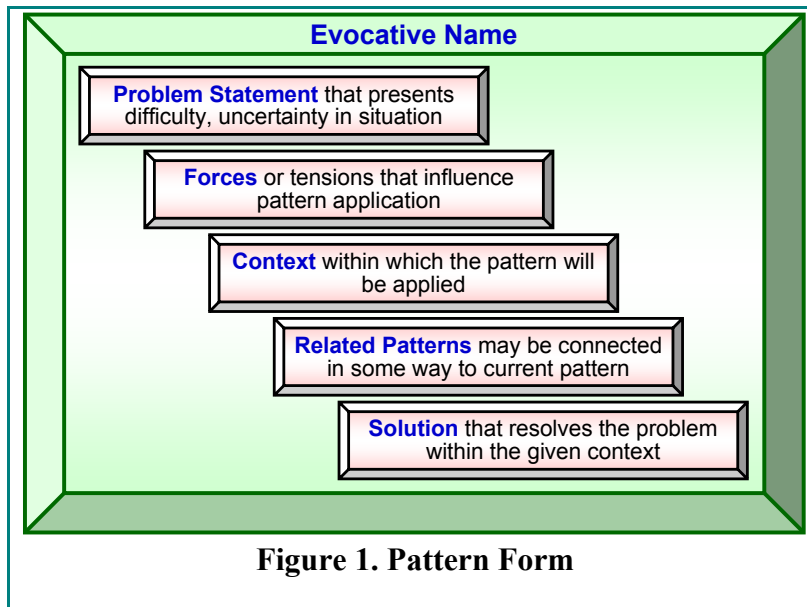 Evocative Name
Problem Statement that presents
difficulty, uncertainty in situation
Forces or tensions that influence
pattern application
Context within which the pattern will
be applied
Related Patterns may be connected
in some way to current pattern
Solution that resolves the problem
within the given context
Figure 1. Pattern Form